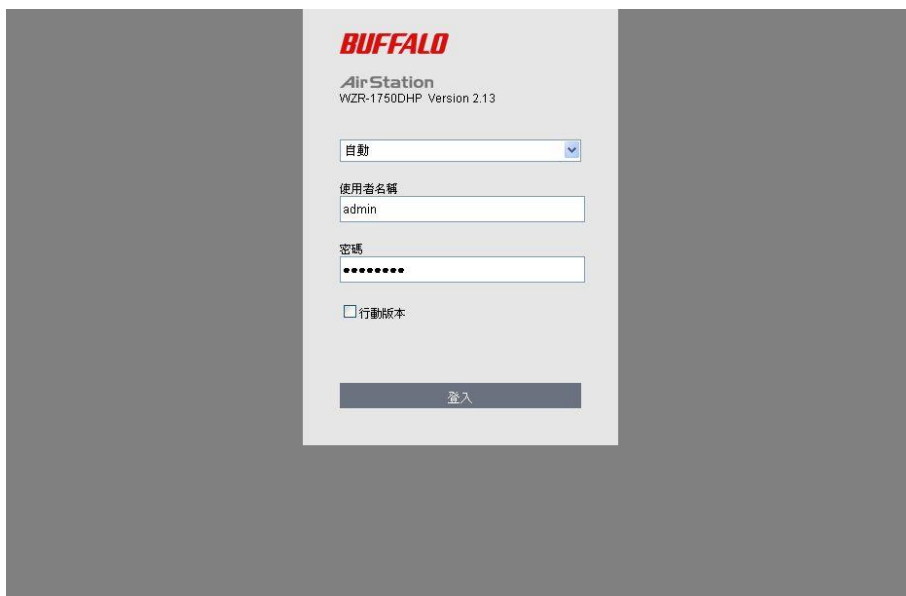 BUFFALO
AirStation
WZR-1750DHP Version 2.13
自動
使用者名稱
admin
密碼
••••••••
行動版本
登入